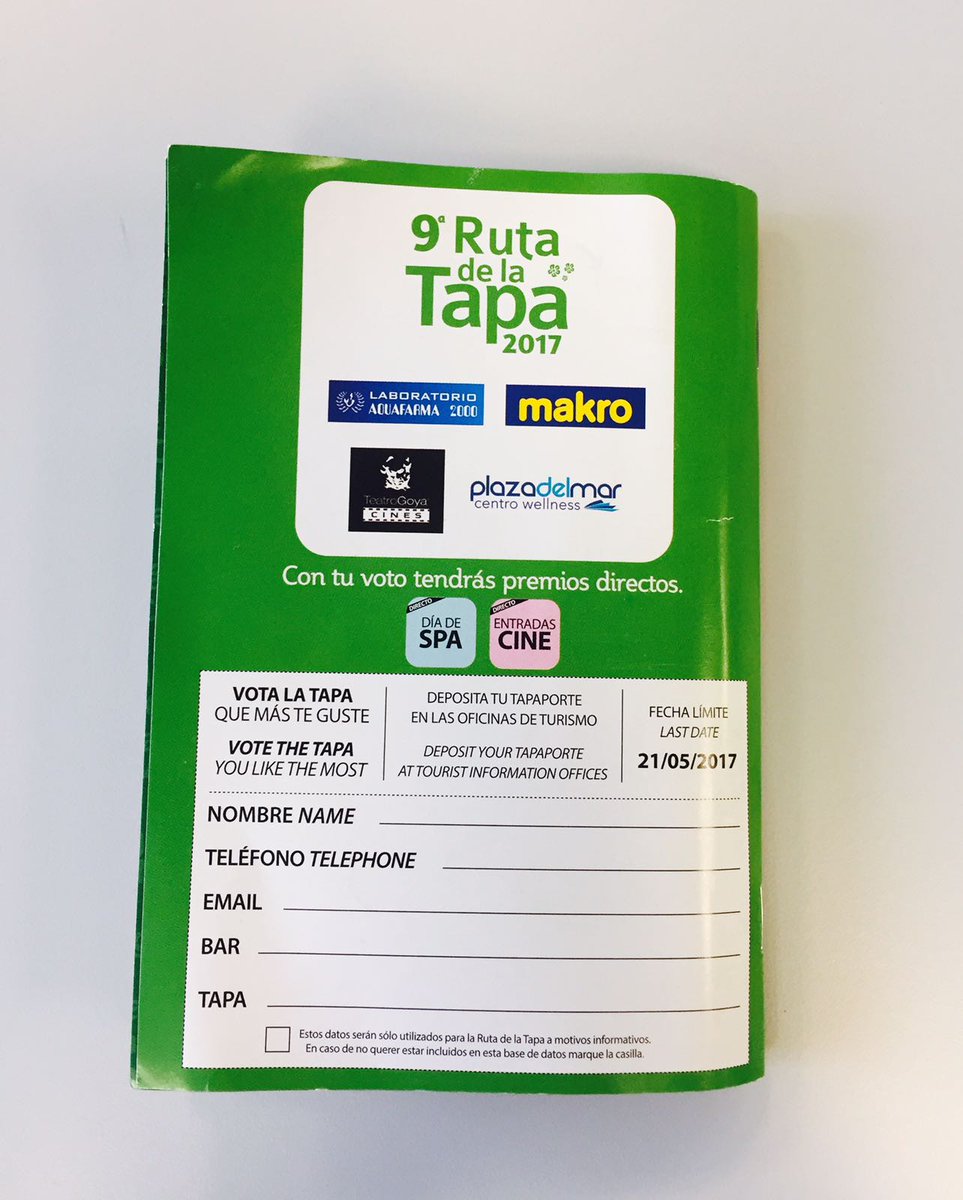 9ª Ruta
de la
Tapa
2017
LABORATORIO
AQUAFARMA 2000
makro
TeatroGoya
CINES
plazadelmar
centro wellness
Con tu voto tendrás premios directos.
DIRECTO
DÍA DE
SPA
DIRECTO
ENTRADAS
CINE
VOTA LA TAPA
QUE MÁS TE GUSTE
VOTE THE TAPA
YOU LIKE THE MOST
DEPOSITA TU TAPAPORTE
EN LAS OFICINAS DE TURISMO
DEPOSIT YOUR TAPAPORTE
AT TOURIST INFORMATION OFFICES
FECHA LÍMITE
LAST DATE
21/05/2017
NOMBRE NAME
TELÉFONO TELEPHONE
EMAIL
BAR
TAPA
Estos datos serán sólo utilizados para la Ruta de la Tapa a motivos informativos.
En caso de no querer estar incluidos en esta base de datos marque la casilla.